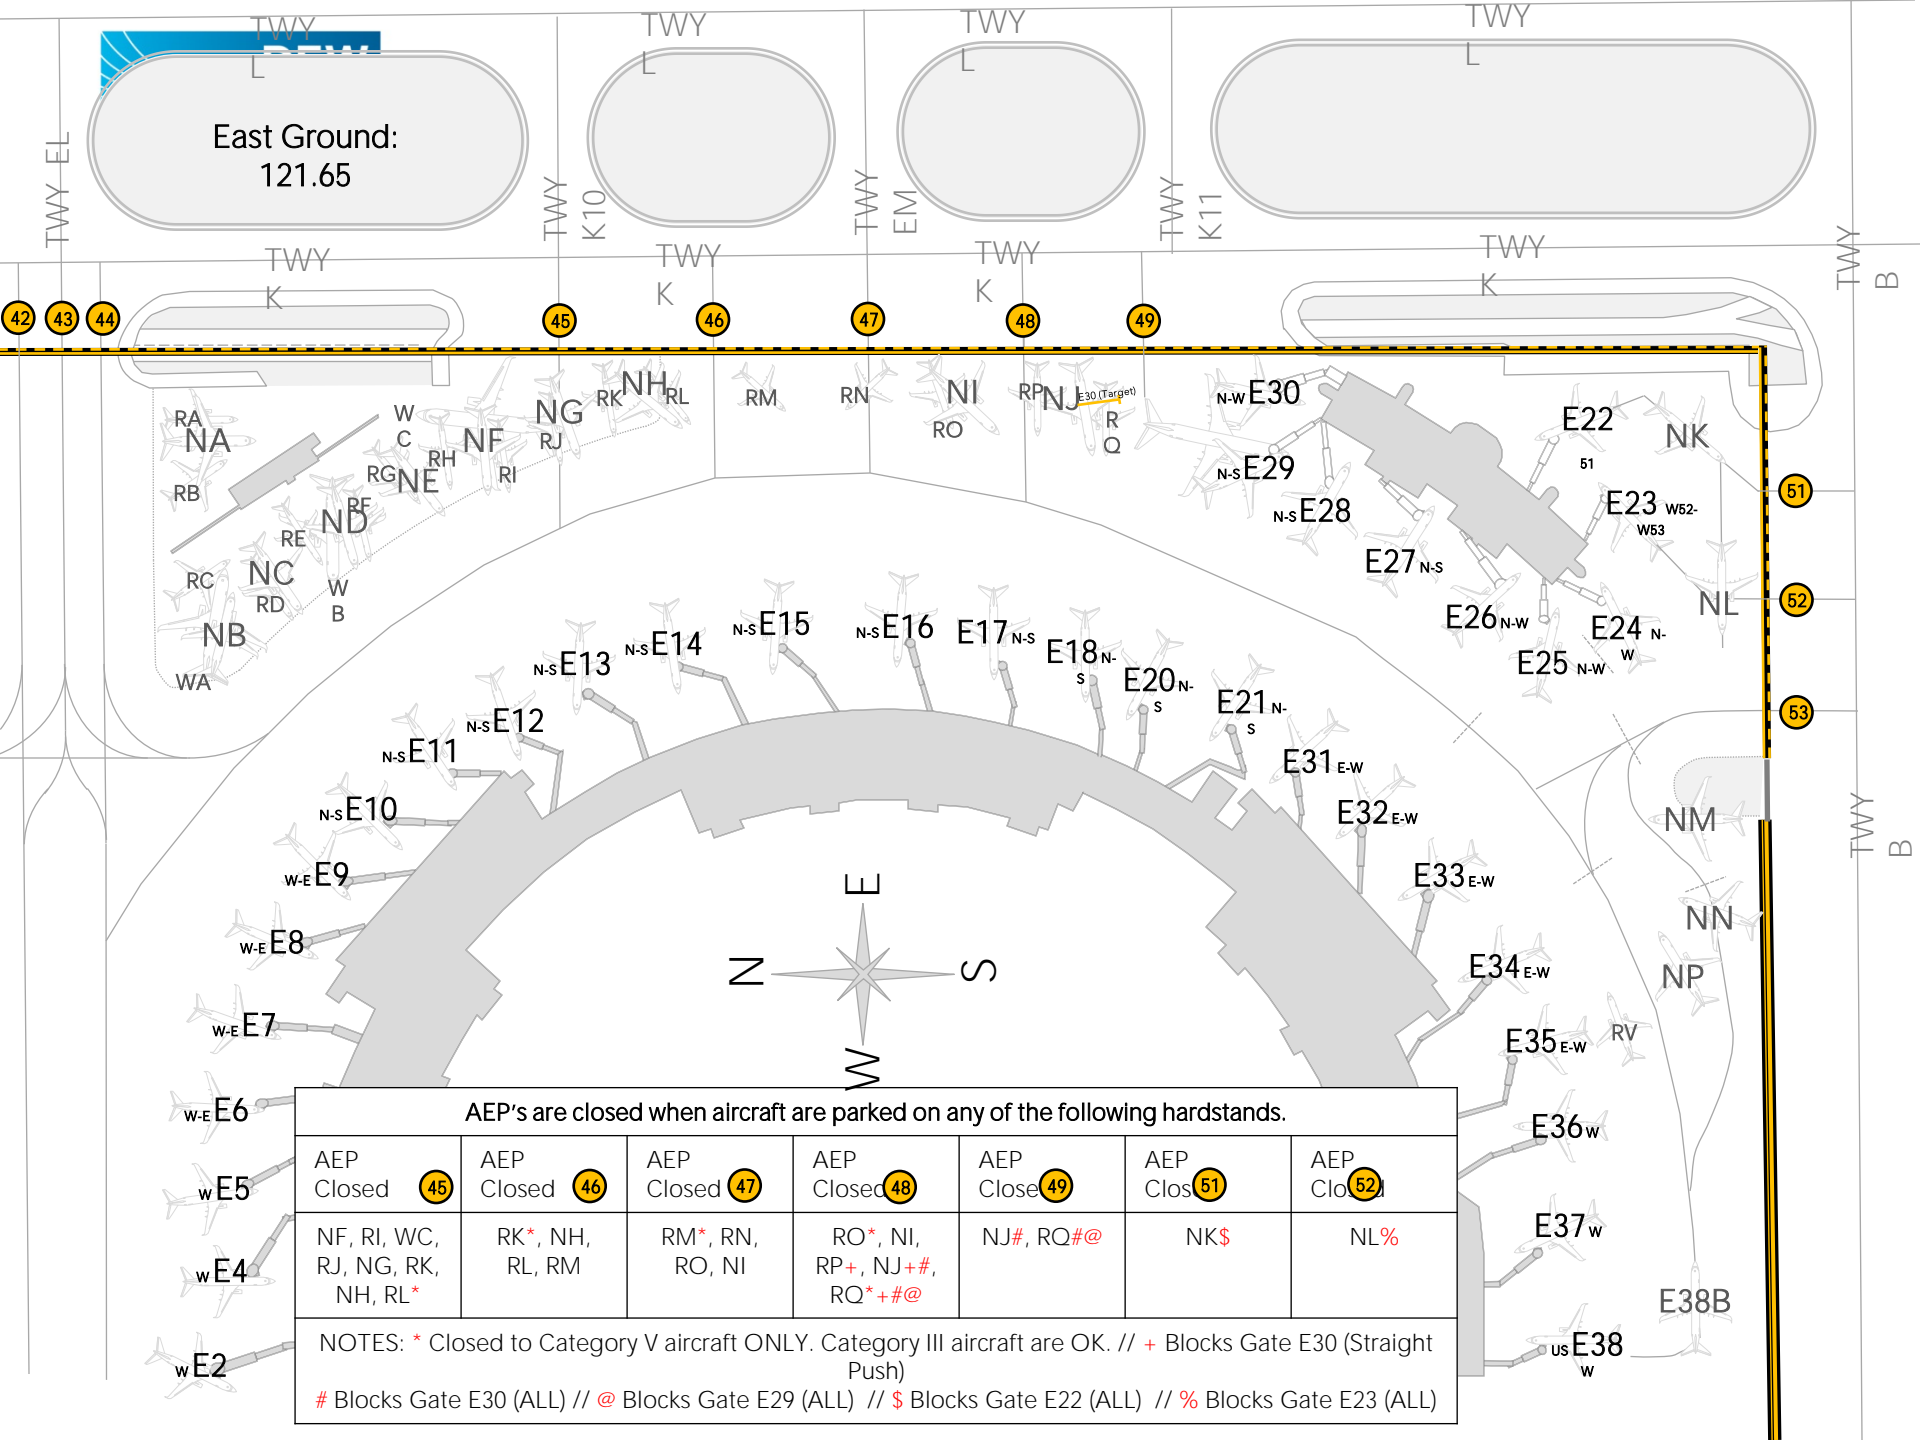 TWY
L
TWY
L
TWY
L
TWY
L
East Ground:
121.65
TWY EL
TWY
K10
TWY
EM
TWY
K11
TWY
B
TWY
K
TWY
K
TWY
K
TWY
K
42
43
44
45
46
47
48
49
RA
NA
RB
W
C
NF
RH
RG
NE
RI
NG
RJ
RK
NH
RL
RM
RN
NI
RO
RP
NJ
E30 (Target)
R
Q
RF
ND
RE
NC
RC
RD
W
B
NB
WA
N-W E30
N-S E29
N-S E28
E27 N-S
E26 N-W
E25 N-W
E24 N-
W
E22
51
E23 W52-
W53
NK
NL
51
52
53
N-S E15
N-S E16
E17 N-S
N-S E14
E18 N-
S
N-S E13
E20 N-
S
E21 N-
S
N-S E12
N-S E11
E31 E-W
N-S E10
E32 E-W
W-E E9
E33 E-W
W-E E8
E34 E-W
W-E E7
E35 E-W
W-E E6
E36 W
W E5
E37 W
W E4
W E2
US E38
W
E38B
NM
NN
NP
RV
TWY
B
E
N
S
W
AEP's are closed when aircraft are parked on any of the following hardstands.
AEP
Closed 45
AEP
Closed 46
AEP
Closed 47
AEP
Closed 48
AEP
Close 49
AEP
Clos 51
AEP
Clos 52 d
NF, RI, WC,
RJ, NG, RK,
NH, RL*
RK*, NH,
RL, RM
RM*, RN,
RO, NI
RO*, NI,
RP+, NJ+#,
RQ*+#@
NJ#, RQ#@
NK$
NL%
NOTES: * Closed to Category V aircraft ONLY. Category III aircraft are OK. // + Blocks Gate E30 (Straight
Push)
# Blocks Gate E30 (ALL) // @ Blocks Gate E29 (ALL) // $ Blocks Gate E22 (ALL) // % Blocks Gate E23 (ALL)